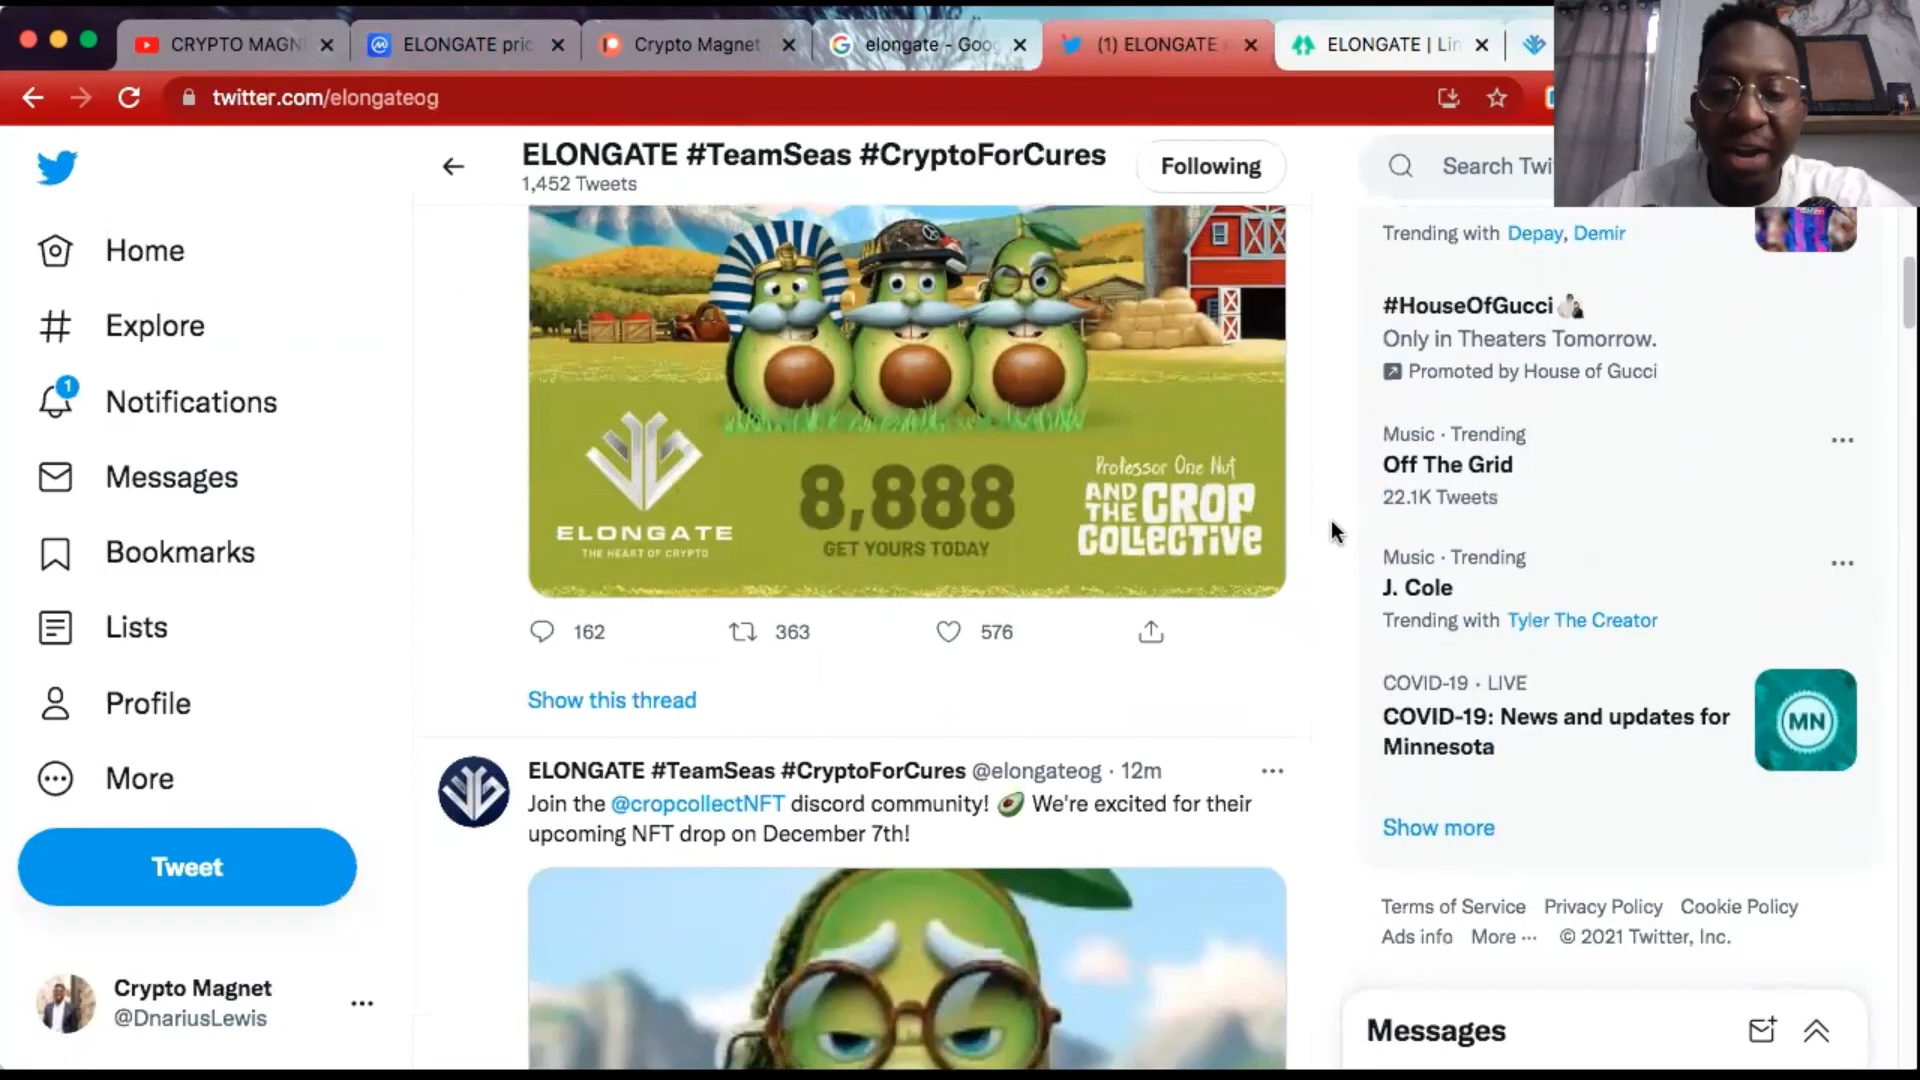 CRYPTO MAGN
ELONGATE pric
Crypto Magnet
elongate - Goog
(1) ELONGATE
ELONGATE | Lin
twitter.com/elongateog
ELONGATE #TeamSeas #CryptoForCures
1,452 Tweets
Following
Search Twi
Home
Explore
1
Notifications
Messages
Bookmarks
Lists
Profile
More
Tweet
Crypto Magnet
@DnariusLewis
ELONGATE
THE HEART OF CRYPTO
8,888
GET YOURS TODAY
Professor One Nut
AND THE CROP
COLLECTIVE
162
363
576
Show this thread
ELONGATE #TeamSeas #CryptoForCures @elongateog · 12m
Join the @cropcollectNFT discord community! 🥑 We're excited for their
upcoming NFT drop on December 7th!
Trending with Depay, Demir
#HouseOfGucci
Only in Theaters Tomorrow.
Promoted by House of Gucci
Music · Trending
Off The Grid
22.1K Tweets
Music · Trending
J. Cole
Trending with Tyler The Creator
COVID-19 · LIVE
COVID-19: News and updates for
Minnesota
MN
Show more
Terms of Service Privacy Policy Cookie Policy
Ads info More ··· © 2021 Twitter, Inc.
Messages